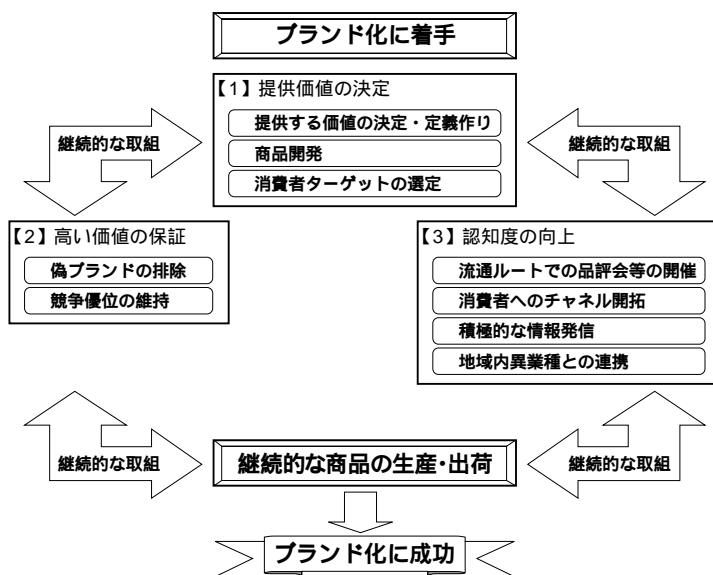 ブランド化に着手
【1】提供価値の決定
提供する価値の決定・定義作り
商品開発
消費者ターゲットの選定
継続的な取組
継続的な取組
【2】高い価値の保証
偽ブランドの排除
競争優位の維持
【3】認知度の向上
流通ルートでの品評会等の開催
消費者へのチャネル開拓
積極的な情報発信
地域内異業種との連携
継続的な取組
継続的な商品の生産・出荷
継続的な取組
ブランド化に成功